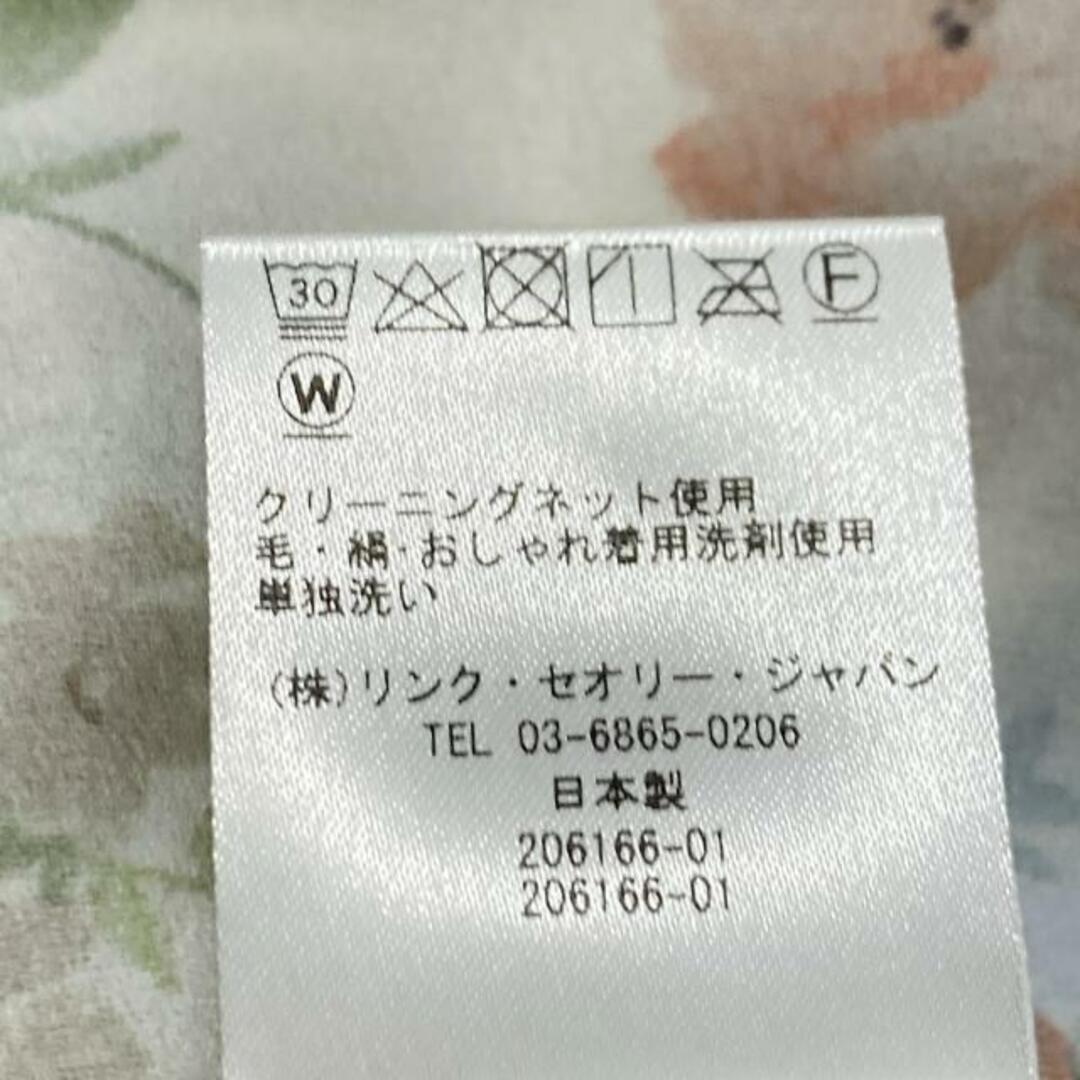 30
F
W
クリーニングネット使用
毛・絹・おしゃれ着用洗剤使用
単独洗い
(株)リンク・セオリー・ジャパン
TEL 03-6865-0206
日本製
206166-01
206166-01